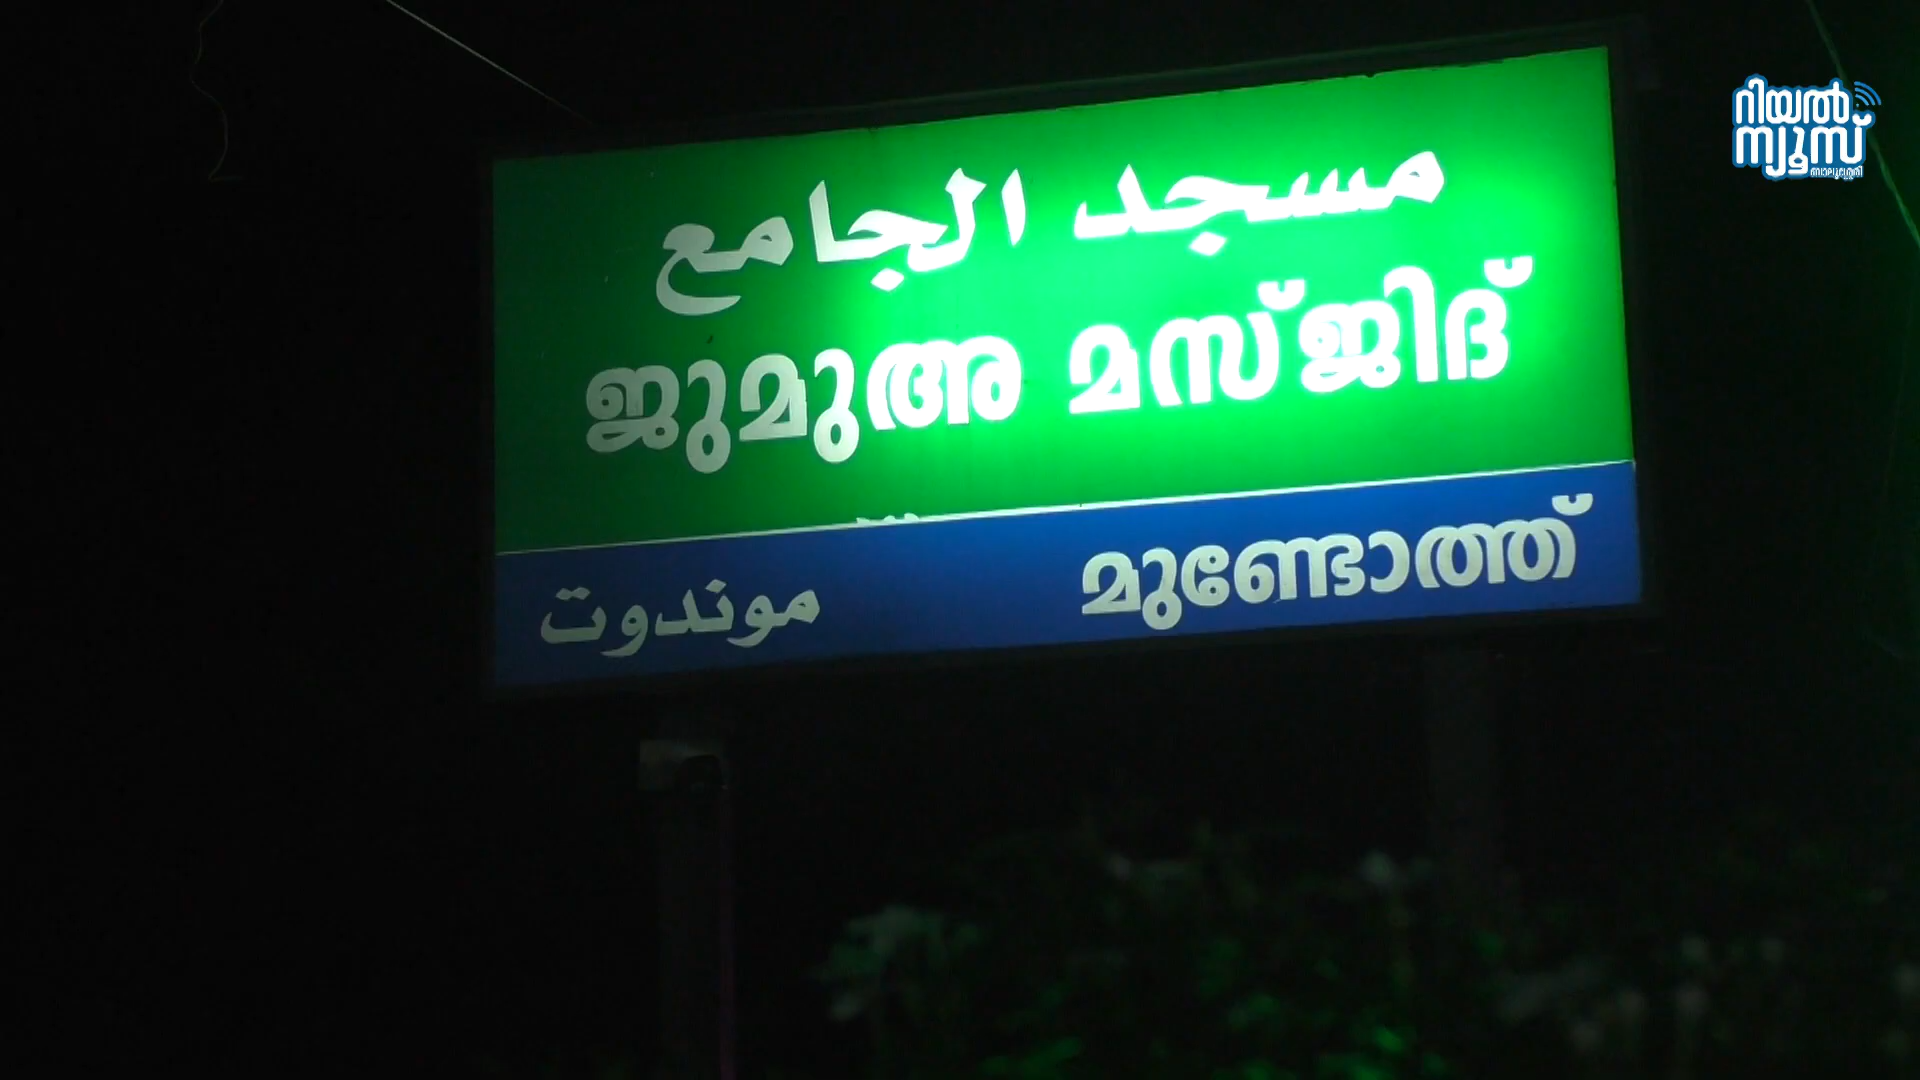 مسجد الجامع
ജുമുഅ മസ്ജിദ്
മുണ്ടോത്ത്
موندوت
റിയൽ
ന്യൂസ്
ബാലുശ്ശേരി